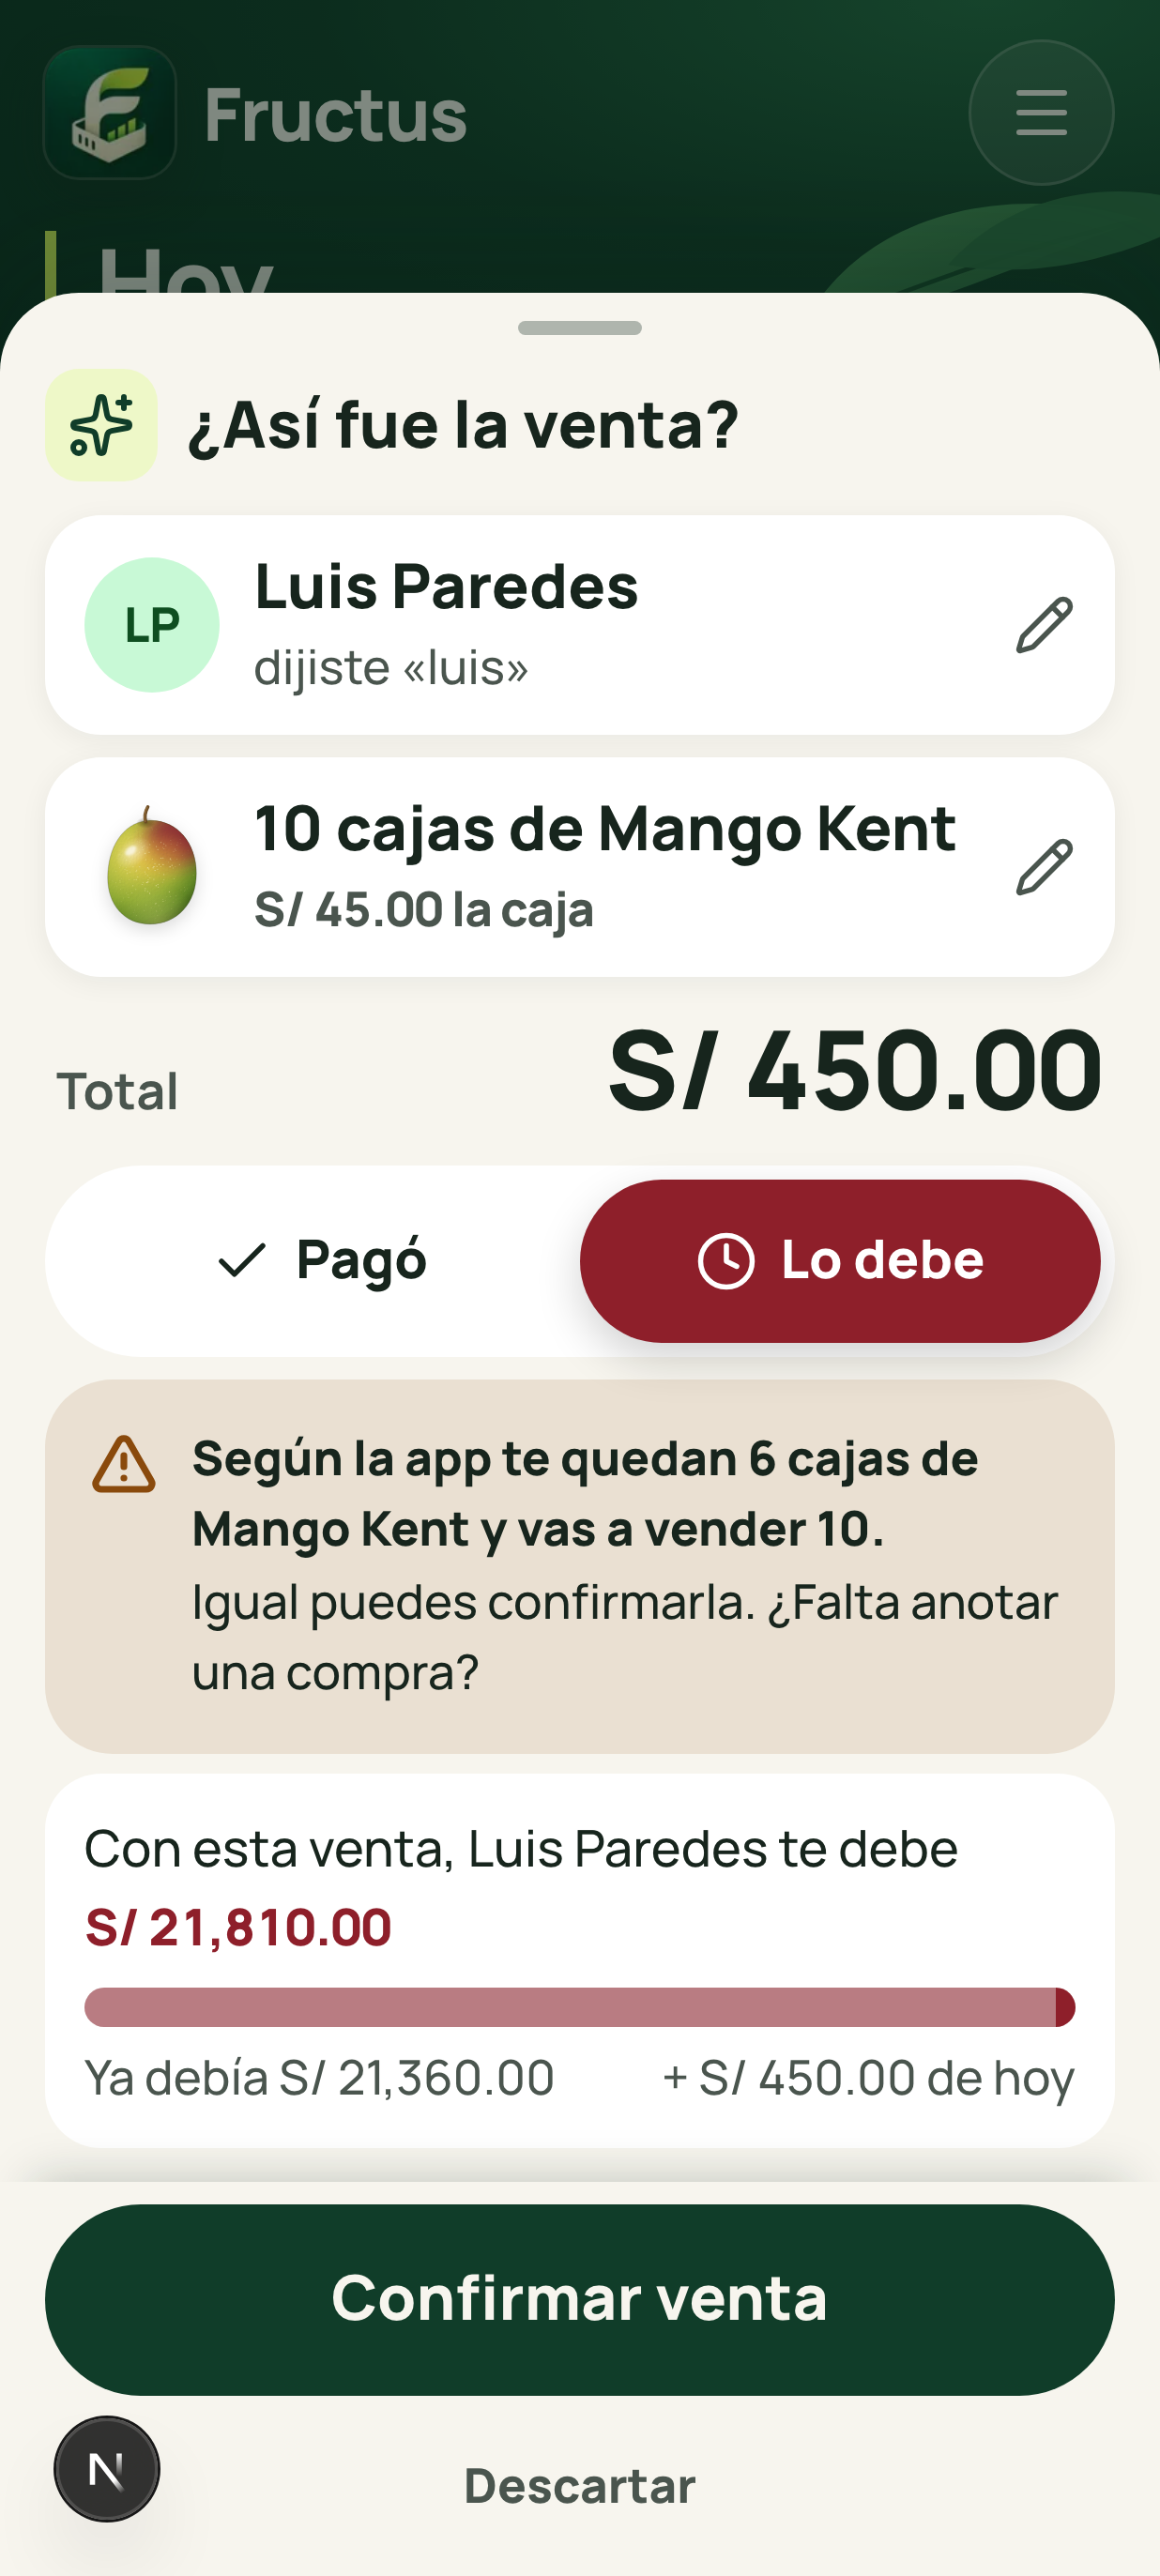 Fructus
Hoy
¿Así fue la venta?
LP
Luis Paredes
dijiste «luis»
10 cajas de Mango Kent
S/ 45.00 la caja
Total
S/ 450.00
Pagó
Lo debe
Según la app te quedan 6 cajas de
Mango Kent y vas a vender 10.
Igual puedes confirmarla. ¿Falta anotar
una compra?
Con esta venta, Luis Paredes te debe
S/ 21,810.00
Ya debía S/ 21,360.00
+ S/ 450.00 de hoy
Confirmar venta
N
Descartar